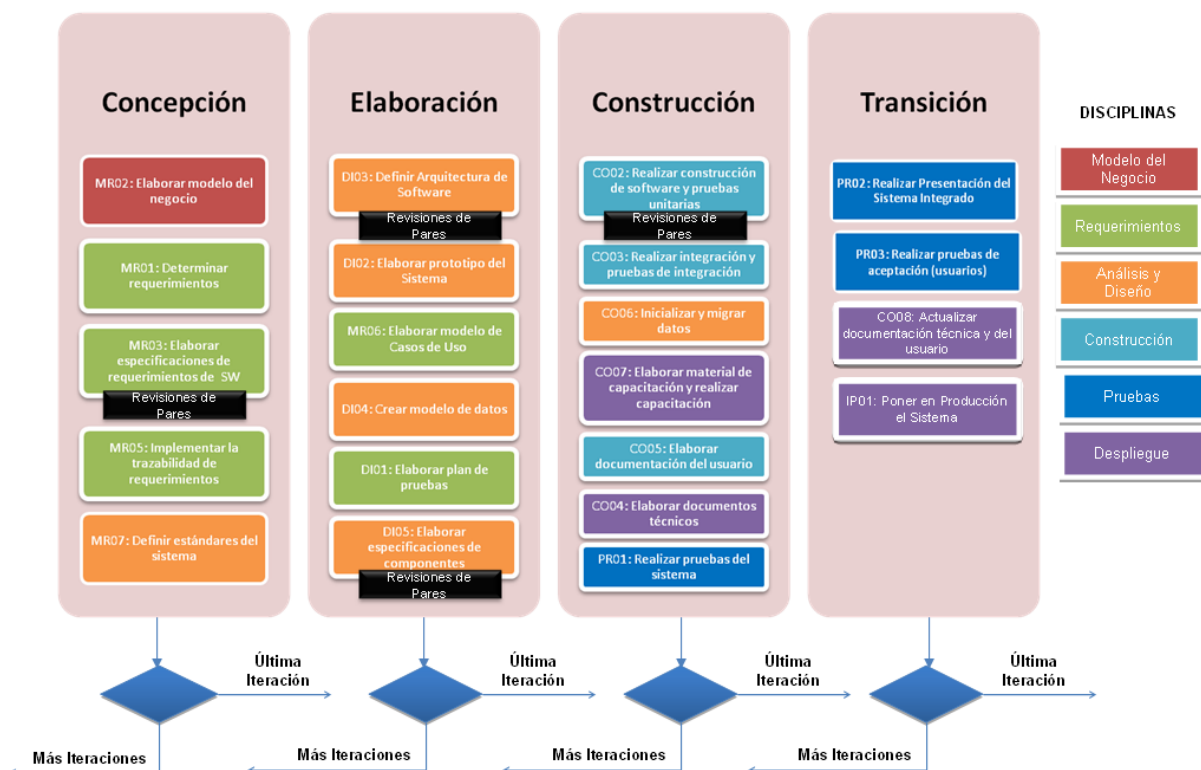 Concepción
MR02: Elaborar modelo del
negocio
MR01: Determinar
requerimientos
MR03: Elaborar
especificaciones de
requerimientos de SW
Revisiones de
Pares
MR05: Implementar la
trazabilidad de
requerimientos
MR07: Definir estándares del
sistema
Elaboración
DI03: Definir Arquitectura de
Software
Revisiones de
Pares
DI02: Elaborar prototipo del
Sistema
MR06: Elaborar modelo de
Casos de Uso
DI04: Crear modelo de datos
DI01: Elaborar plan de
pruebas
DI05: Elaborar
especificaciones de
componentes
Revisiones de
Pares
Construcción
CO02: Realizar construcción
de software y pruebas
unitarias
Revisiones de
Pares
CO03: Realizar integración y
pruebas de integración
CO06: Inicializar y migrar
datos
CO07: Elaborar material de
capacitación y realizar
capacitación
CO05: Elaborar
documentación del usuario
CO04: Elaborar documentos
técnicos
PR01: Realizar pruebas del
sistema
Transición
PR02: Realizar Presentación del
Sistema Integrado
PR03: Realizar pruebas de
aceptación (usuarios)
CO08: Actualizar
documentación técnica y del
usuario
IP01: Poner en Producción
el Sistema
DISCIPLINAS
Modelo del
Negocio
Requerimientos
Análisis y
Diseño
Construcción
Pruebas
Despliegue
Última
Iteración
Última
Iteración
Última
Iteración
Última
Iteración
Más Iteraciones
Más Iteraciones
Más Iteraciones
Más Iteraciones